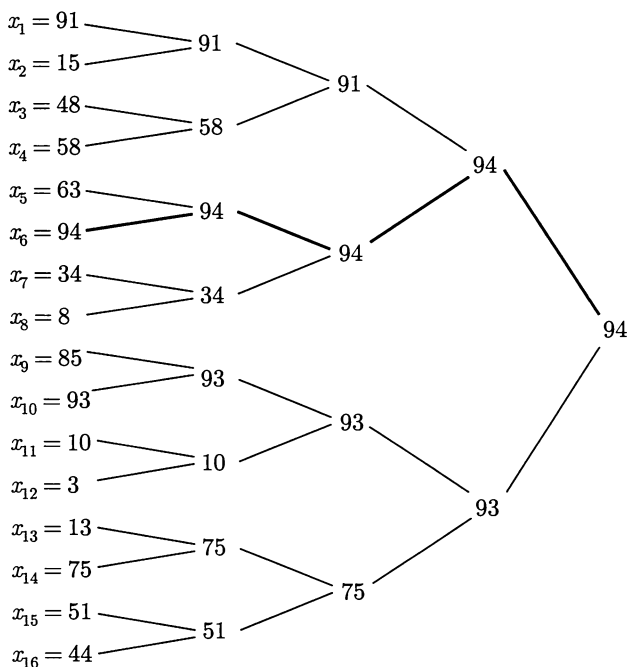 x₁ = 91
91
x₂ = 15
91
x₃ = 48
58
x₄ = 58
94
x₅ = 63
94
x₆ = 94
94
x₇ = 34
34
x₈ = 8
94
x₉ = 85
93
x₁₀ = 93
93
x₁₁ = 10
10
x₁₂ = 3
93
x₁₃ = 13
75
x₁₄ = 75
75
x₁₅ = 51
51
x₁₆ = 44